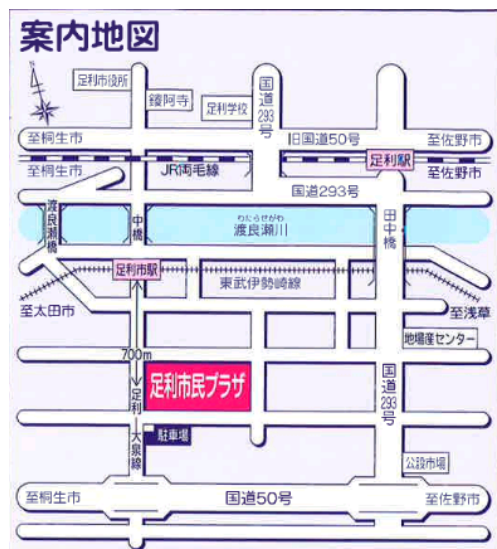 案内地図
N
足利市役所
鑁阿寺
足利学校
国道293号
至桐生市
旧国道50号
至佐野市
至桐生市
JR両毛線
足利駅
至佐野市
国道293号
渡良瀬橋
中橋
わたらせがわ
渡良瀬川
田中橋
足利市駅
東武伊勢崎線
至太田市
至浅草
地場産センター
700m
足利市民プラザ
国道293号
足利大泉線
駐車場
公設市場
至桐生市
国道50号
至佐野市